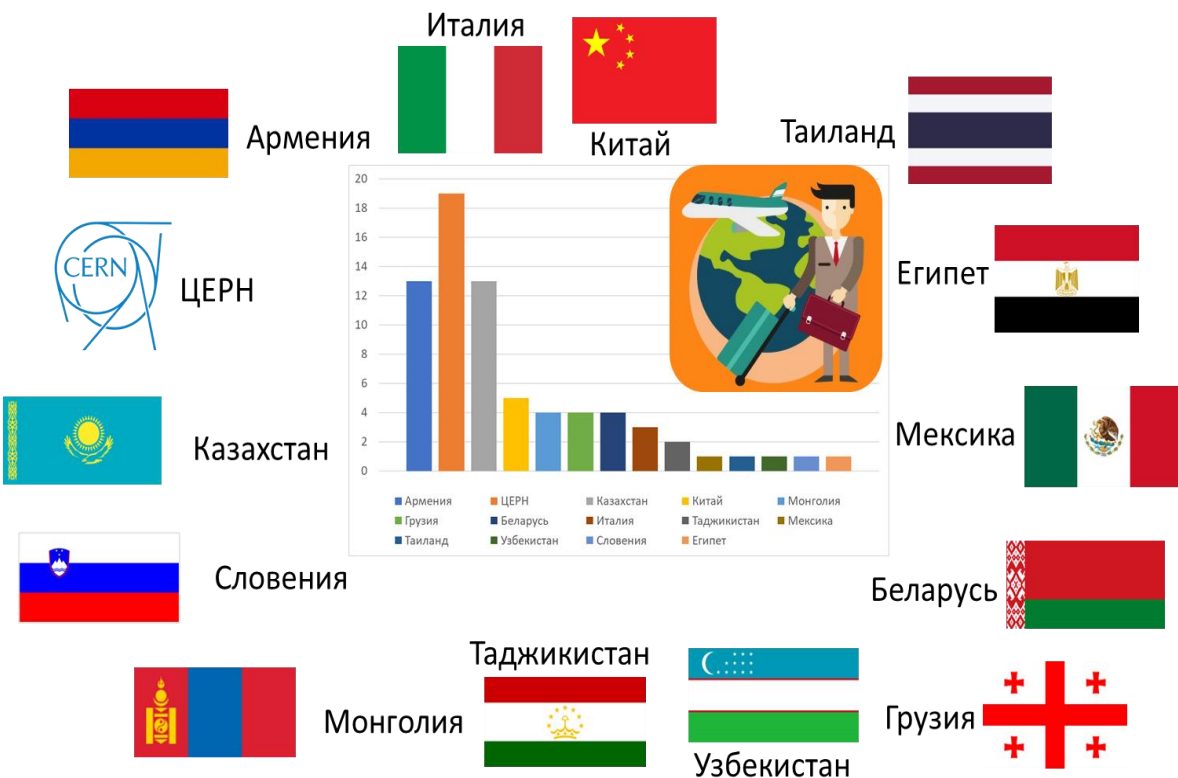 Италия
Армения
Китай
Таиланд
CERN
ЦЕРН
Египет
Казахстан
Мексика
Словения
Беларусь
Монголия
Таджикистан
Узбекистан
Грузия
20
18
16
14
12
10
8
6
4
2
0
Армения ЦЕРН Казахстан Китай Монголия
Грузия Беларусь Италия Таджикистан Мексика
Таиланд Узбекистан Словения Египет